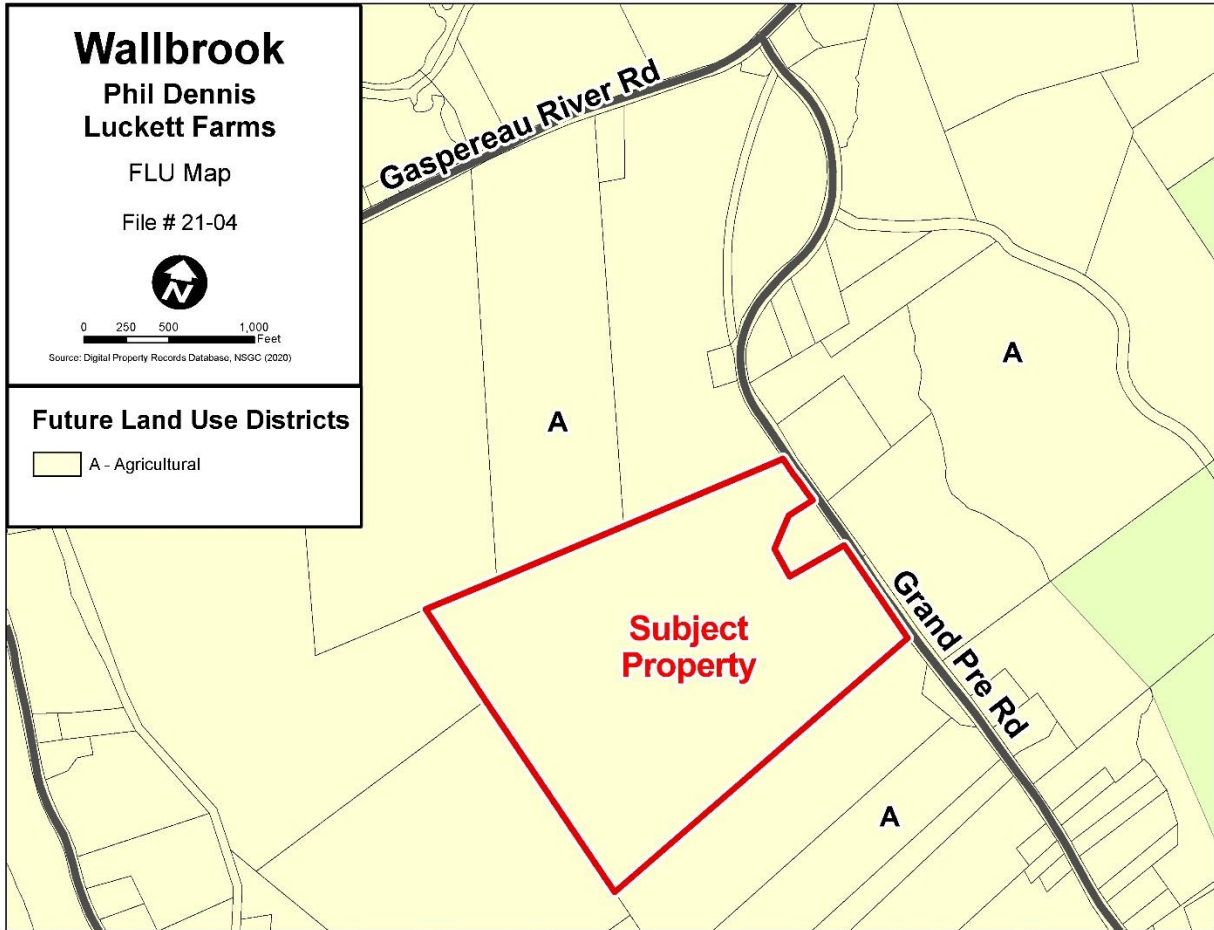 Wallbrook
Phil Dennis
Luckett Farms
FLU Map
File # 21-04
N
0 250 500 1,000
Feet
Source: Digital Property Records Database, NSGC (2020)
Future Land Use Districts
A - Agricultural
Gaspereau River Rd
A
A
Subject
Property
Grand Pre Rd
A